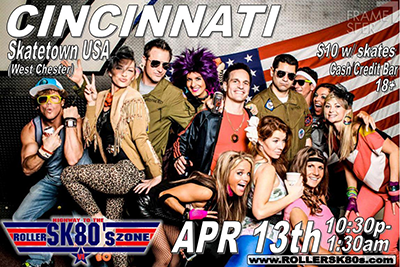 CINCINNATI
Skatetown USA
(West Chester)
FRAME
SEEK
$10 w/ skates
Cash Credit Bar
18+
HIGHWAY TO THE
ROLLER SK80's ZONE
APR 13th
10:30p-
1:30am
www.ROLLERSK80s.com